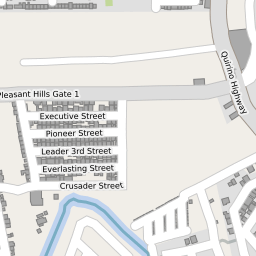 Quirino Highway
Pleasant Hills Gate 1
Executive Street
Pioneer Street
Leader 3rd Street
Everlasting Street
Crusader Street